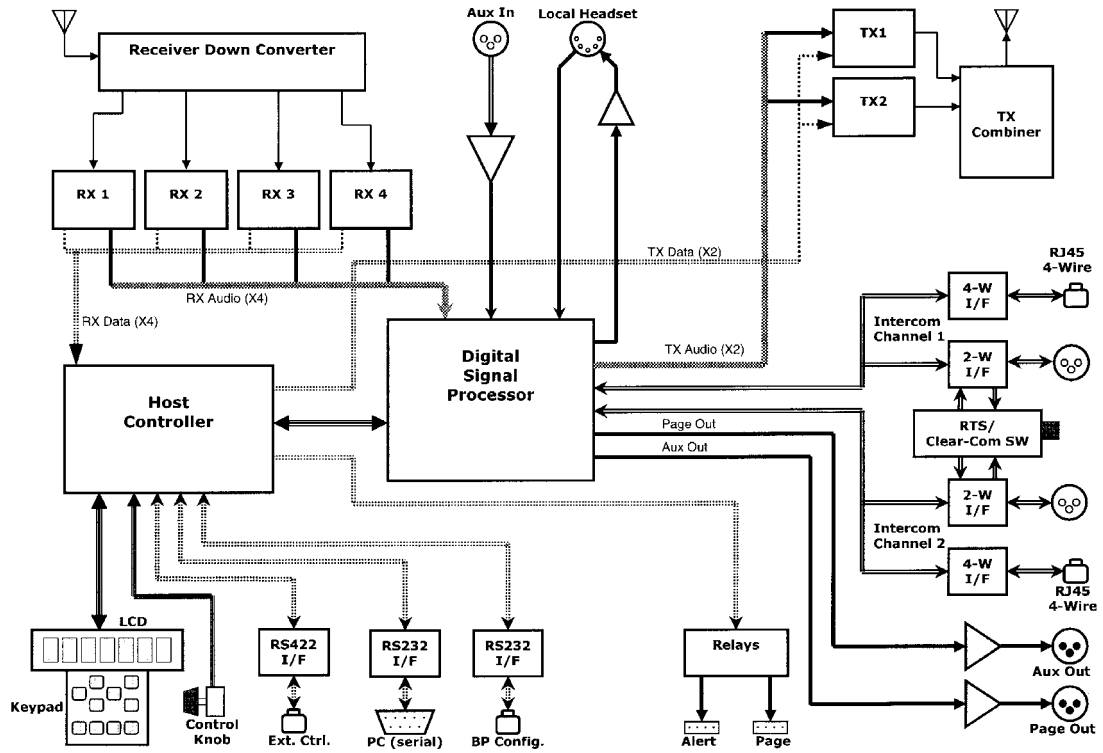 Aux In
Local Headset
Receiver Down Converter
TX1
TX2
TX
Combiner
RX 1
RX 2
RX 3
RX 4
TX Data (X2)
RX Audio (X4)
RX Data (X4)
RJ45
4-Wire
4-W
I/F
Intercom
Channel 1
2-W
I/F
Digital
Signal
Processor
TX Audio (X2)
Host
Controller
Page Out
Aux Out
RTS/
Clear-Com SW
2-W
I/F
Intercom
Channel 2
4-W
I/F
RJ45
4-Wire
LCD
RS422
I/F
RS232
I/F
RS232
I/F
Relays
Aux Out
Keypad
Control
Knob
Ext. Ctrl.
PC (serial)
BP Config.
Alert
Page
Page Out